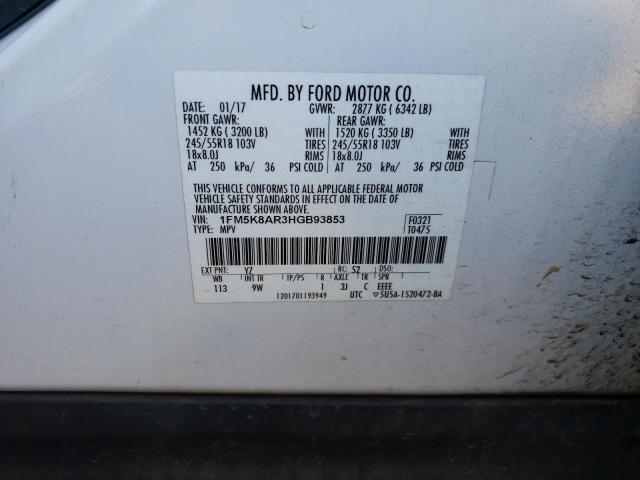 MFD. BY FORD MOTOR CO.
DATE: 01/17 GVWR: 2877 KG ( 6342 LB)
FRONT GAWR: REAR GAWR:
1452 KG ( 3200 LB) WITH 1520 KG ( 3350 LB) WITH
245/55R18 103V TIRES 245/55R18 103V TIRES
18x8.0J RIMS 18x8.0J RIMS
AT 250 kPa/ 36 PSI COLD AT 250 kPa/ 36 PSI COLD
THIS VEHICLE CONFORMS TO ALL APPLICABLE FEDERAL MOTOR
VEHICLE SAFETY STANDARDS IN EFFECT ON THE DATE OF
MANUFACTURE SHOWN ABOVE.
VIN: 1FM5K8AR3HGB93853 F0321
TYPE: MPV T0475
EXT PNT: YZ RC: 52 DSO:
WB INT TR TP/PS R AXLE TR SPR
113 9W I 3J C EEEE
1201701193949 UTC ▽5U5A-1520472-BA